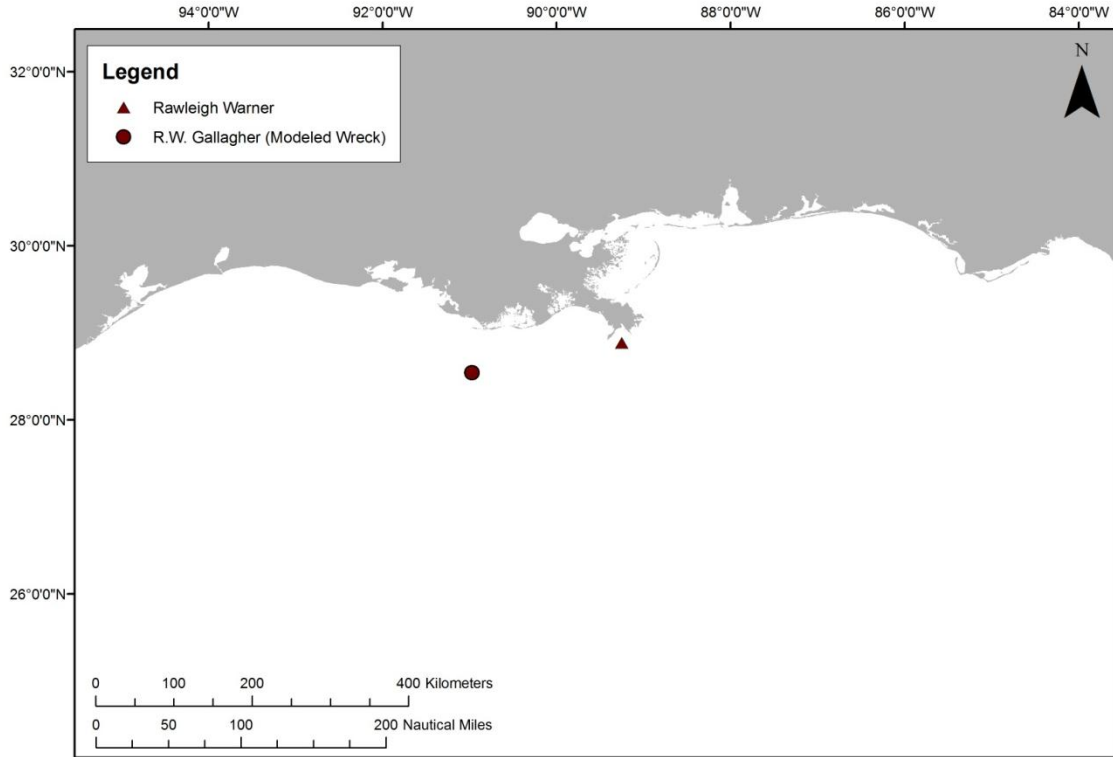 94°0'0"W 92°0'0"W 90°0'0"W 88°0'0"W 86°0'0"W 84°0'0"W
Legend
Rawleigh Warner
R.W. Gallagher (Modeled Wreck)
N
32°0'0"N
30°0'0"N
28°0'0"N
26°0'0"N
0 100 200 400 Kilometers
0 50 100 200 Nautical Miles